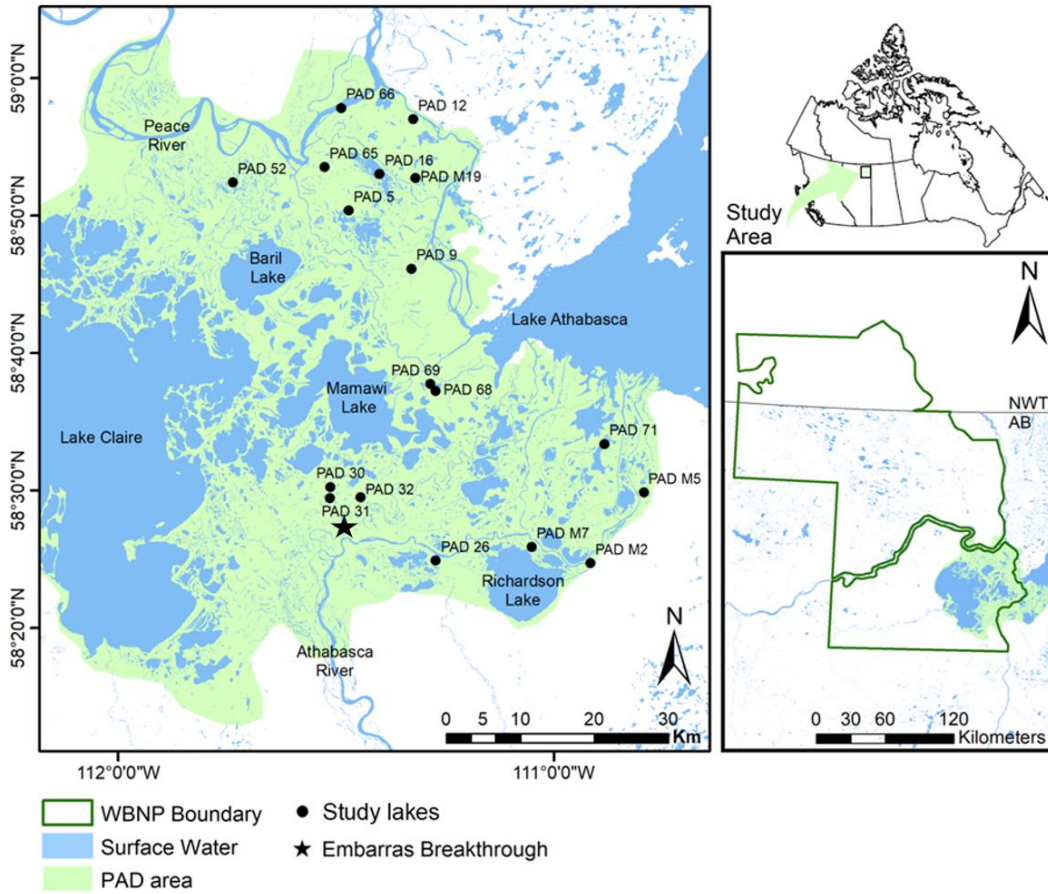 59°0'0"N
58°50'0"N
58°40'0"N
58°30'0"N
58°20'0"N
PAD 66
PAD 12
Peace
River
PAD 65
PAD 16
PAD 52
PAD M19
PAD 5
PAD 9
Baril
Lake
Lake Athabasca
PAD 69
PAD 68
Mamawi
Lake
Lake Claire
PAD 71
PAD 30
PAD 32
PAD M5
PAD 31
PAD M7
PAD 26
PAD M2
Richardson
Lake
Athabasca
River
N
0 5 10 20 30
Km
112°0'0"W
111°0'0"W
Study
Area
N
NWT
AB
0 30 60 120
Kilometers
WBNP Boundary
Study lakes
Surface Water
Embarras Breakthrough
PAD area